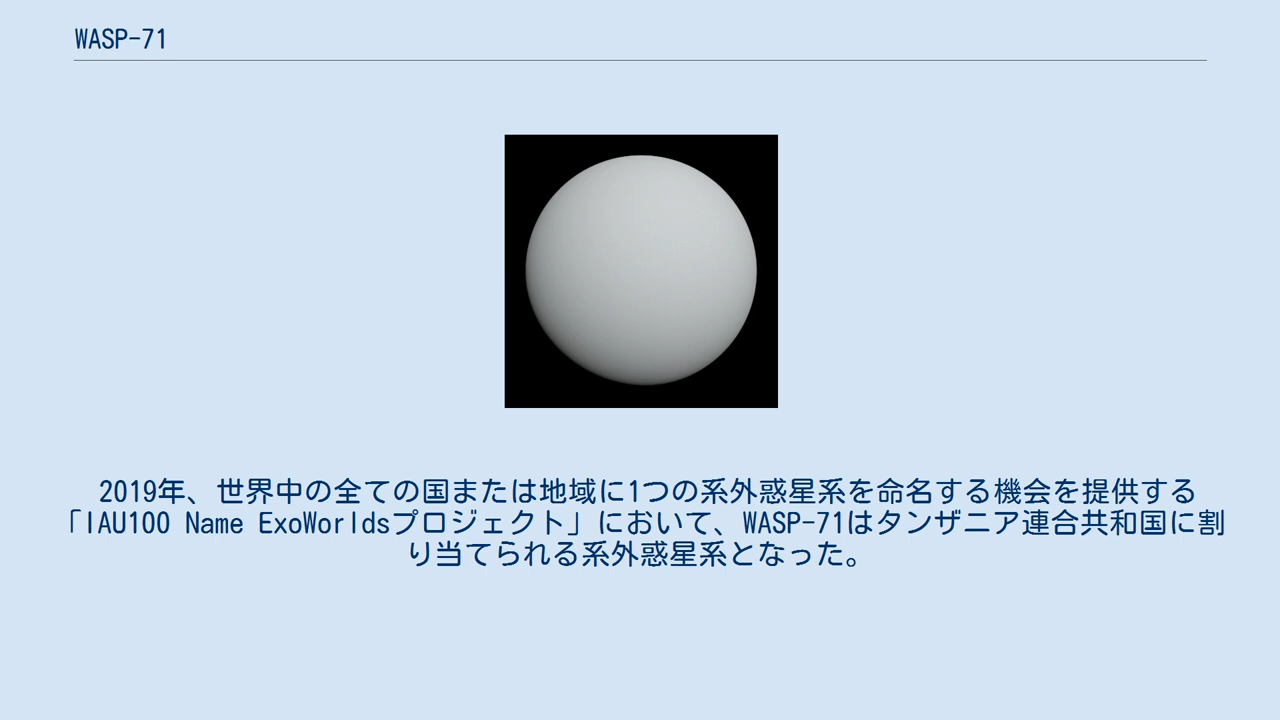 WASP-71
2019年、世界中の全ての国または地域に1つの系外惑星系を命名する機会を提供する
「IAU100 Name ExoWorldsプロジェクト」において、WASP-71はタンザニア連合共和国に割
り当てられる系外惑星系となった。